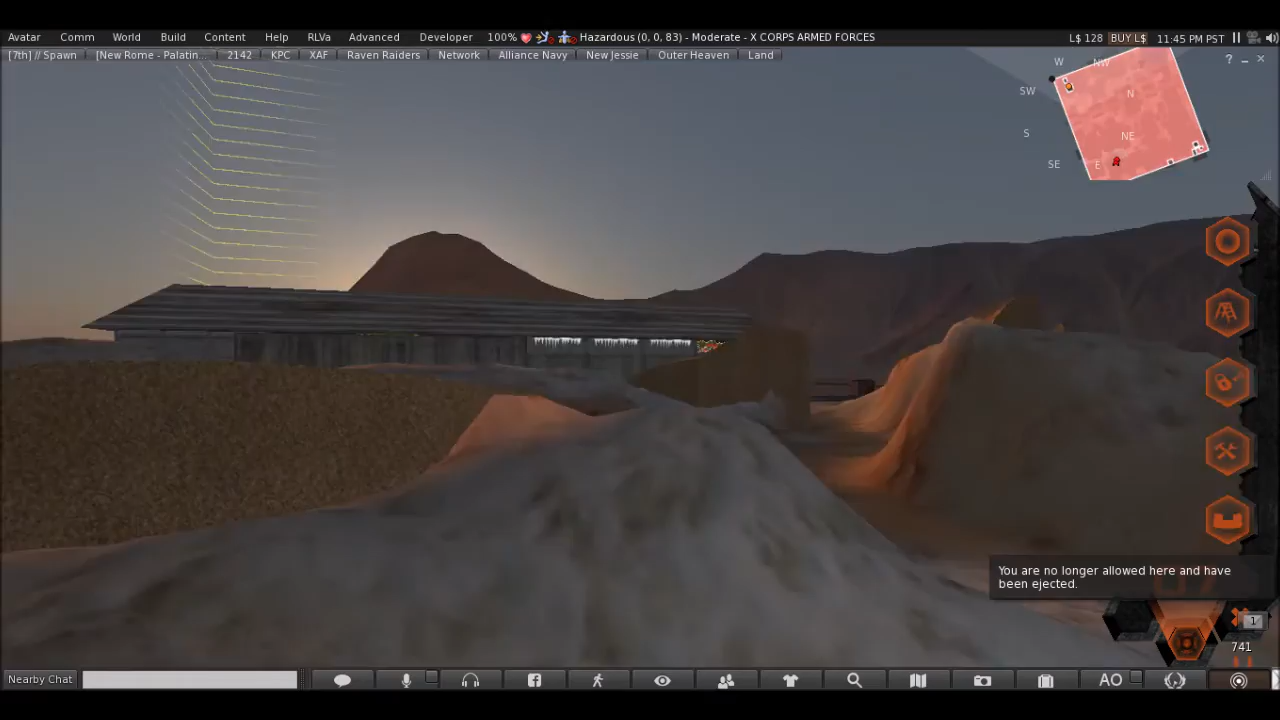 Avatar Comm World Build Content Help RLVa Advanced Developer 100% Hazardous (0, 0, 83) - Moderate - X CORPS ARMED FORCES L$ 128 BUY L$ 11:45 PM PST
[7th] // Spawn [New Rome - Palatin... 2142 KPC XAF Raven Raiders Network Alliance Navy New Jessie Outer Heaven Land
? _ ×
W NW
SW N
S NE
SE E
You are no longer allowed here and have
been ejected.
1
741
Nearby Chat AO